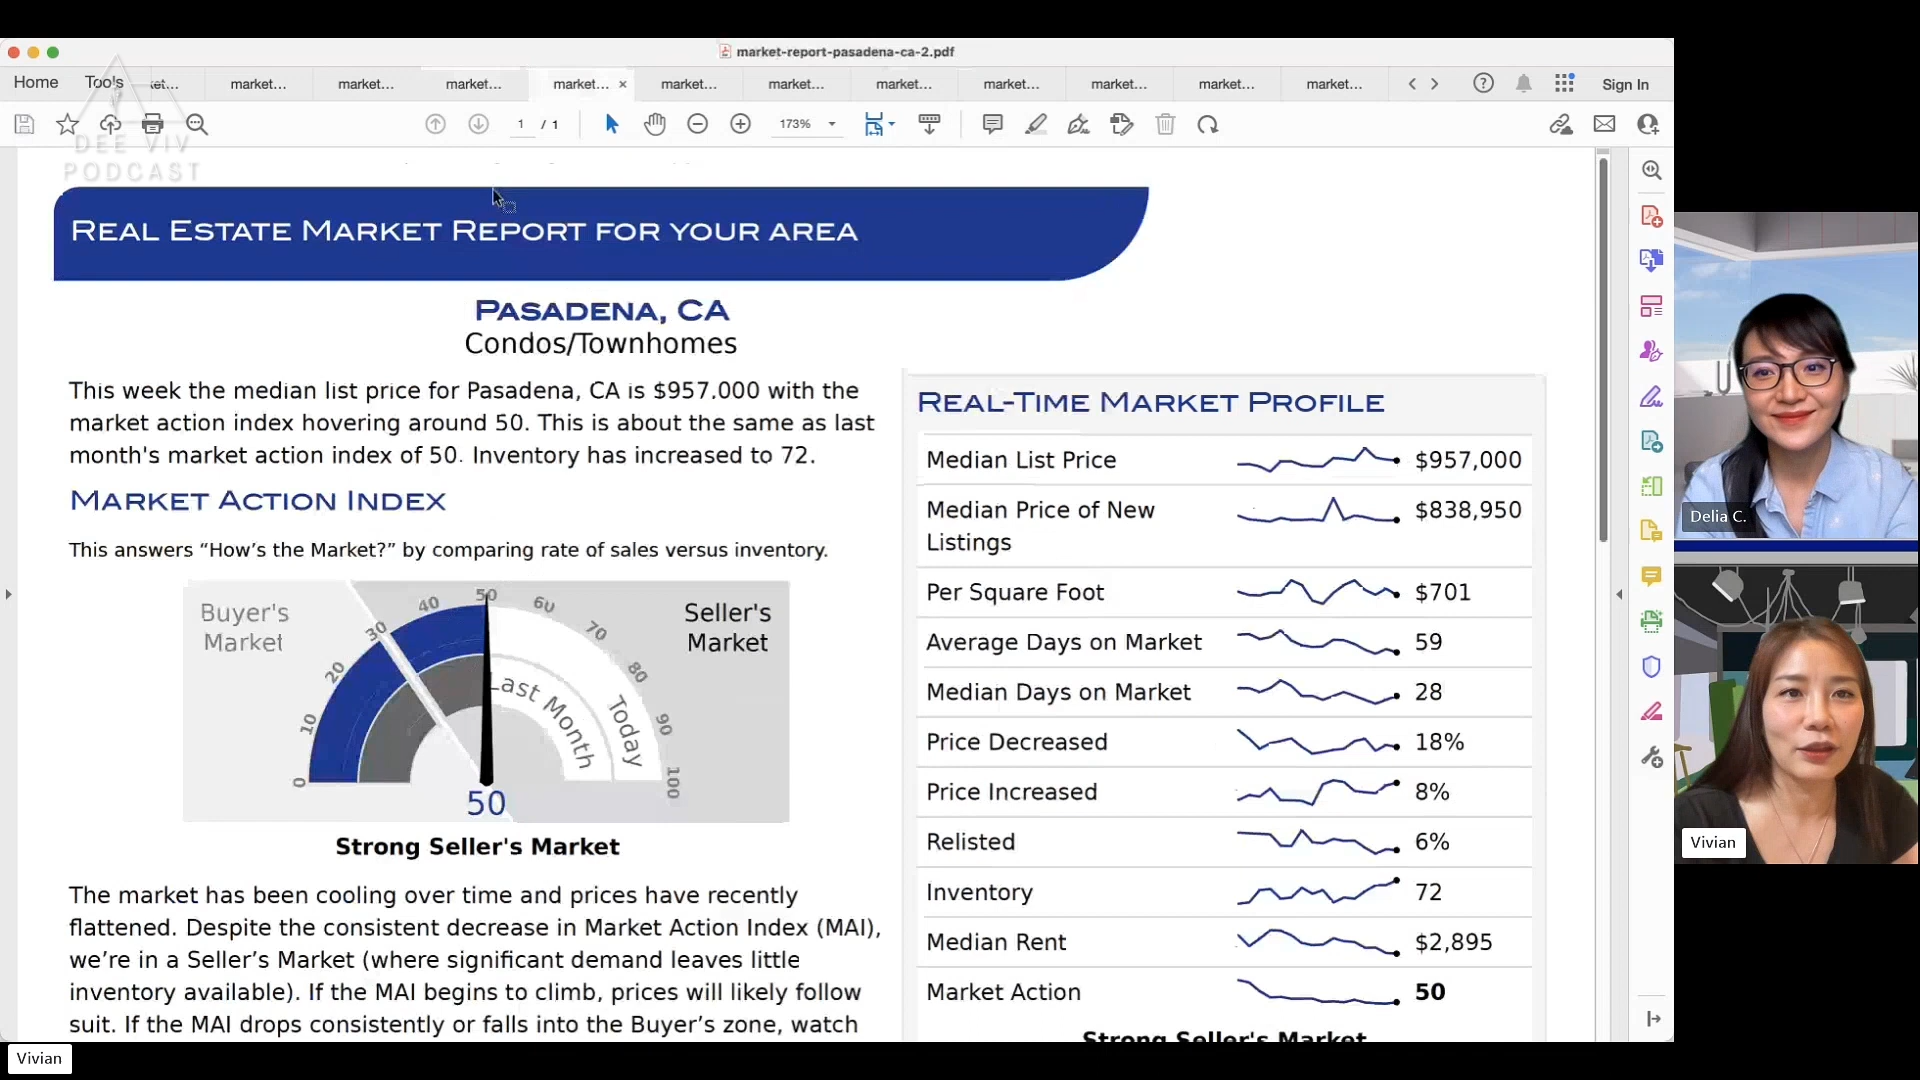 market-report-pasadena-ca-2.pdf
Home Tools ket... market... market... market... market... × market... market... market... market... market... market... market... Sign In
1 / 1 173%
DEE VIV
PODCAST
REAL ESTATE MARKET REPORT FOR YOUR AREA
PASADENA, CA
Condos/Townhomes
This week the median list price for Pasadena, CA is $957,000 with the
market action index hovering around 50. This is about the same as last
month's market action index of 50. Inventory has increased to 72.
MARKET ACTION INDEX
This answers “How’s the Market?” by comparing rate of sales versus inventory.
Buyer's
Market
Seller's
Market
0 10 20 30 40 50 60 70 80 90 100
Last Month
Today
50
Strong Seller's Market
The market has been cooling over time and prices have recently
flattened. Despite the consistent decrease in Market Action Index (MAI),
we’re in a Seller’s Market (where significant demand leaves little
inventory available). If the MAI begins to climb, prices will likely follow
suit. If the MAI drops consistently or falls into the Buyer’s zone, watch
REAL-TIME MARKET PROFILE
Median List Price $957,000
Median Price of New $838,950
Listings
Per Square Foot $701
Average Days on Market 59
Median Days on Market 28
Price Decreased 18%
Price Increased 8%
Relisted 6%
Inventory 72
Median Rent $2,895
Market Action 50
Strong Seller's Market
Delia C.
Vivian
Vivian